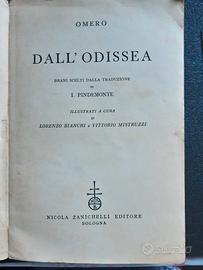 OMERO
DALL'ODISSEA
BRANI SCELTI DALLA TRADUZIONE
DI
I. PINDEMONTE
ILLUSTRATI A CURA
DI
LORENZO BIANCHI e VITTORIO MISTRUZZI
NICOLA ZANICHELLI EDITORE
BOLOGNA
subito